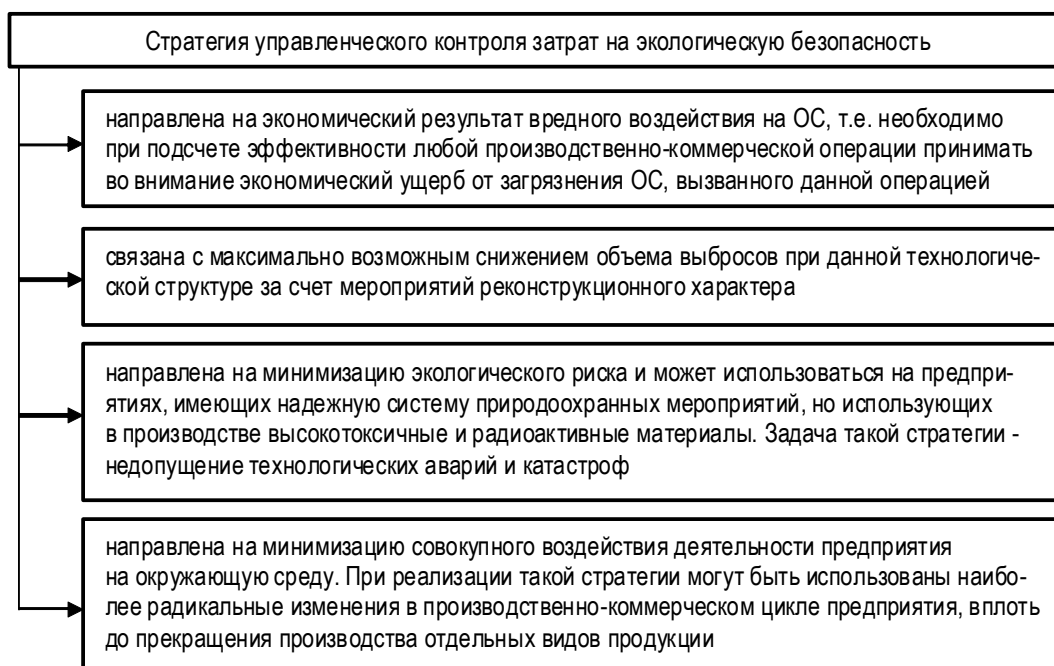 Стратегия управленческого контроля затрат на экологическую безопасность
направлена на экономический результат вредного воздействия на ОС, т.е. необходимо
при подсчете эффективности любой производственно-коммерческой операции принимать
во внимание экономический ущерб от загрязнения ОС, вызванного данной операцией
связана с максимально возможным снижением объема выбросов при данной технологиче-
ской структуре за счет мероприятий реконструкционного характера
направлена на минимизацию экологического риска и может использоваться на предпри-
ятиях, имеющих надежную систему природоохранных мероприятий, но использующих
в производстве высокотоксичные и радиоактивные материалы. Задача такой стратегии -
недопущение технологических аварий и катастроф
направлена на минимизацию совокупного воздействия деятельности предприятия
на окружающую среду. При реализации такой стратегии могут быть использованы наибо-
лее радикальные изменения в производственно-коммерческом цикле предприятия, вплоть
до прекращения производства отдельных видов продукции